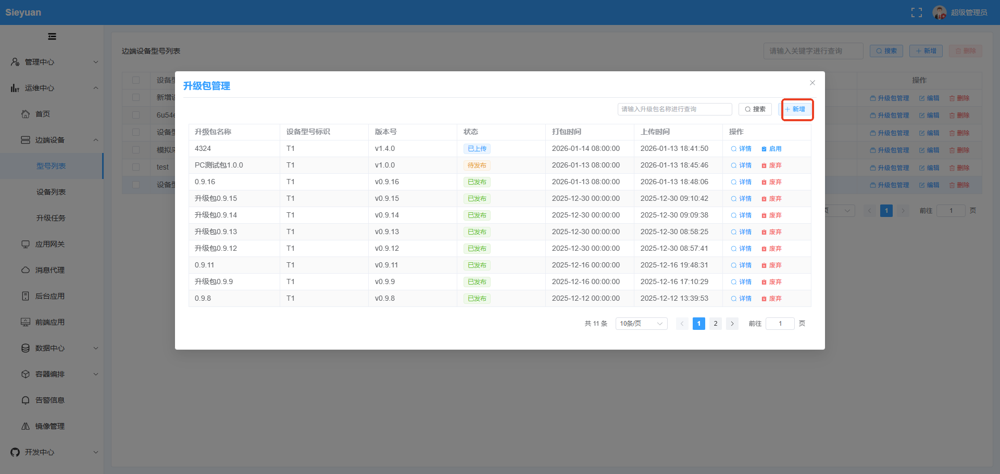 Sieyuan
超级管理员
管理中心
运维中心
首页
边端设备
型号列表
设备列表
升级任务
应用网关
消息代理
后台应用
前端应用
数据中心
容器编排
告警信息
镜像管理
开发中心
边端设备型号列表
请输入关键字进行查询 搜索 新增 删除
设备型 操作
新增设 升级包管理 编辑 删除
6u54e 升级包管理 编辑 删除
设备型 升级包管理 编辑 删除
模拟采 升级包管理 编辑 删除
test 升级包管理 编辑 删除
设备型 升级包管理 编辑 删除
页 1 前往 1 页
升级包管理
请输入升级包名称进行查询 搜索 新增
升级包名称 设备型号标识 版本号 状态 打包时间 上传时间 操作
4324 T1 v1.4.0 已上传 2026-01-14 08:00:00 2026-01-13 18:41:50 详情 启用
PC测试包1.0.0 T1 v1.0.0 待发布 2026-01-13 08:00:00 2026-01-13 18:45:46 详情 废弃
0.9.16 T1 v0.9.16 已发布 2026-01-13 08:00:00 2026-01-13 18:48:06 详情 废弃
升级包0.9.15 T1 v0.9.15 已发布 2025-12-30 00:00:00 2025-12-30 09:10:42 详情 废弃
升级包0.9.14 T1 v0.9.14 已发布 2025-12-30 00:00:00 2025-12-30 09:09:38 详情 废弃
升级包0.9.13 T1 v0.9.13 已发布 2025-12-30 00:00:00 2025-12-30 08:58:25 详情 废弃
升级包0.9.12 T1 v0.9.12 已发布 2025-12-30 00:00:00 2025-12-30 08:57:41 详情 废弃
0.9.11 T1 v0.9.11 已发布 2025-12-16 00:00:00 2025-12-16 19:48:31 详情 废弃
升级包0.9.9 T1 v0.9.9 已发布 2025-12-16 00:00:00 2025-12-16 17:10:29 详情 废弃
0.9.8 T1 v0.9.8 已发布 2025-12-12 00:00:00 2025-12-12 13:39:53 详情 废弃
共 11 条 10条/页 1 2 前往 1 页